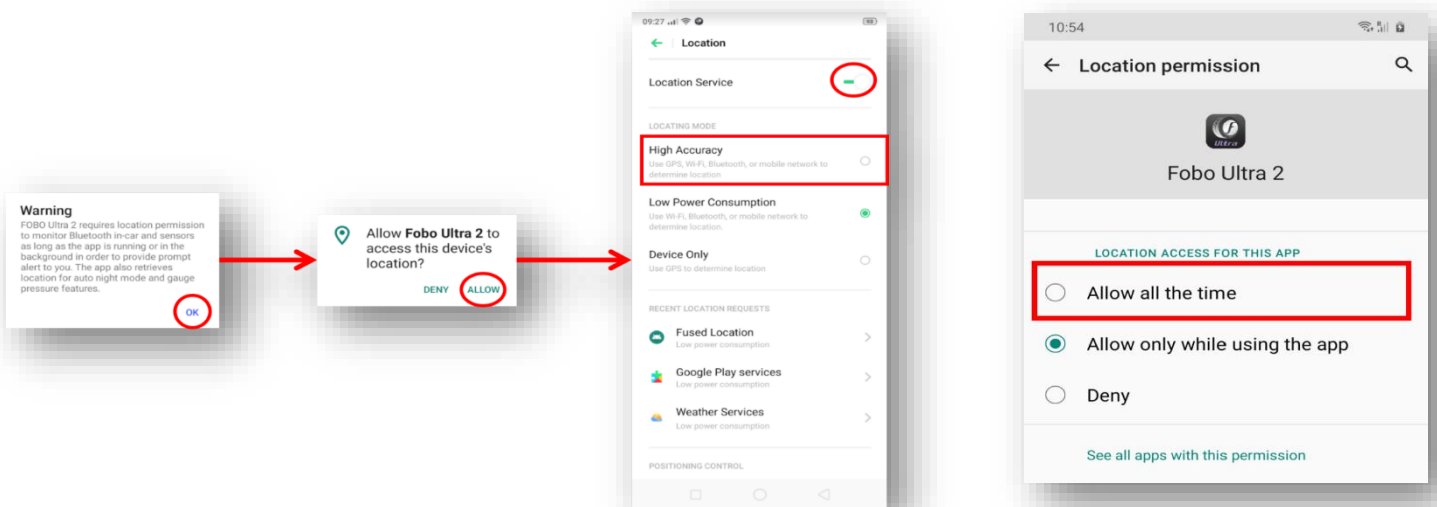 Warning
FOBO Ultra 2 requires location permission
to monitor Bluetooth in-car and sensors
as long as the app is running or in the
background in order to provide prompt
alert to you. The app also retrieves
location for auto night mode and gauge
pressure features.
OK
Allow Fobo Ultra 2 to
access this device's
location?
DENY ALLOW
09:27
Location
Location Service
LOCATING MODE
High Accuracy
Use GPS, Wi-Fi, Bluetooth, or mobile network to
determine location
Low Power Consumption
Use Wi-Fi, Bluetooth, or mobile network to
determine location.
Device Only
Use GPS to determine location
RECENT LOCATION REQUESTS
Fused Location
Low power consumption
Google Play services
Low power consumption
Weather Services
Low power consumption
POSITIONING CONTROL
10:54
Location permission
Ultra
Fobo Ultra 2
LOCATION ACCESS FOR THIS APP
Allow all the time
Allow only while using the app
Deny
See all apps with this permission